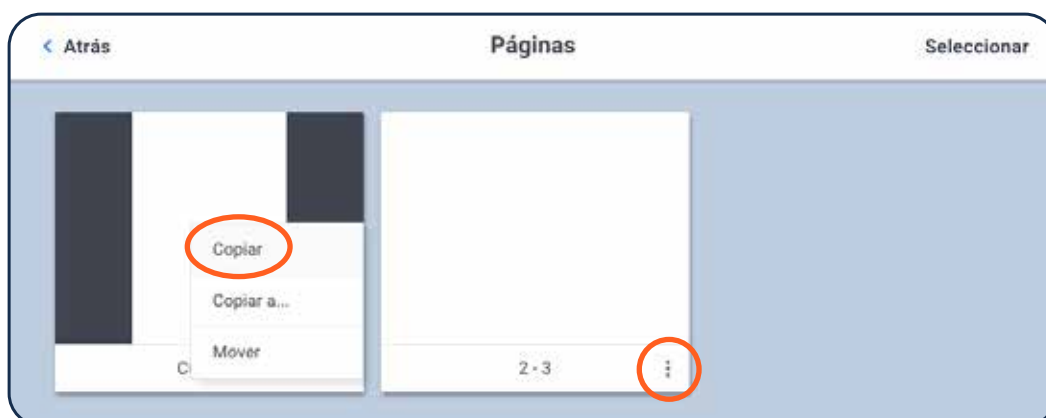 Atrás
Páginas
Seleccionar
Copiar
Copiar a...
Mover
2 - 3